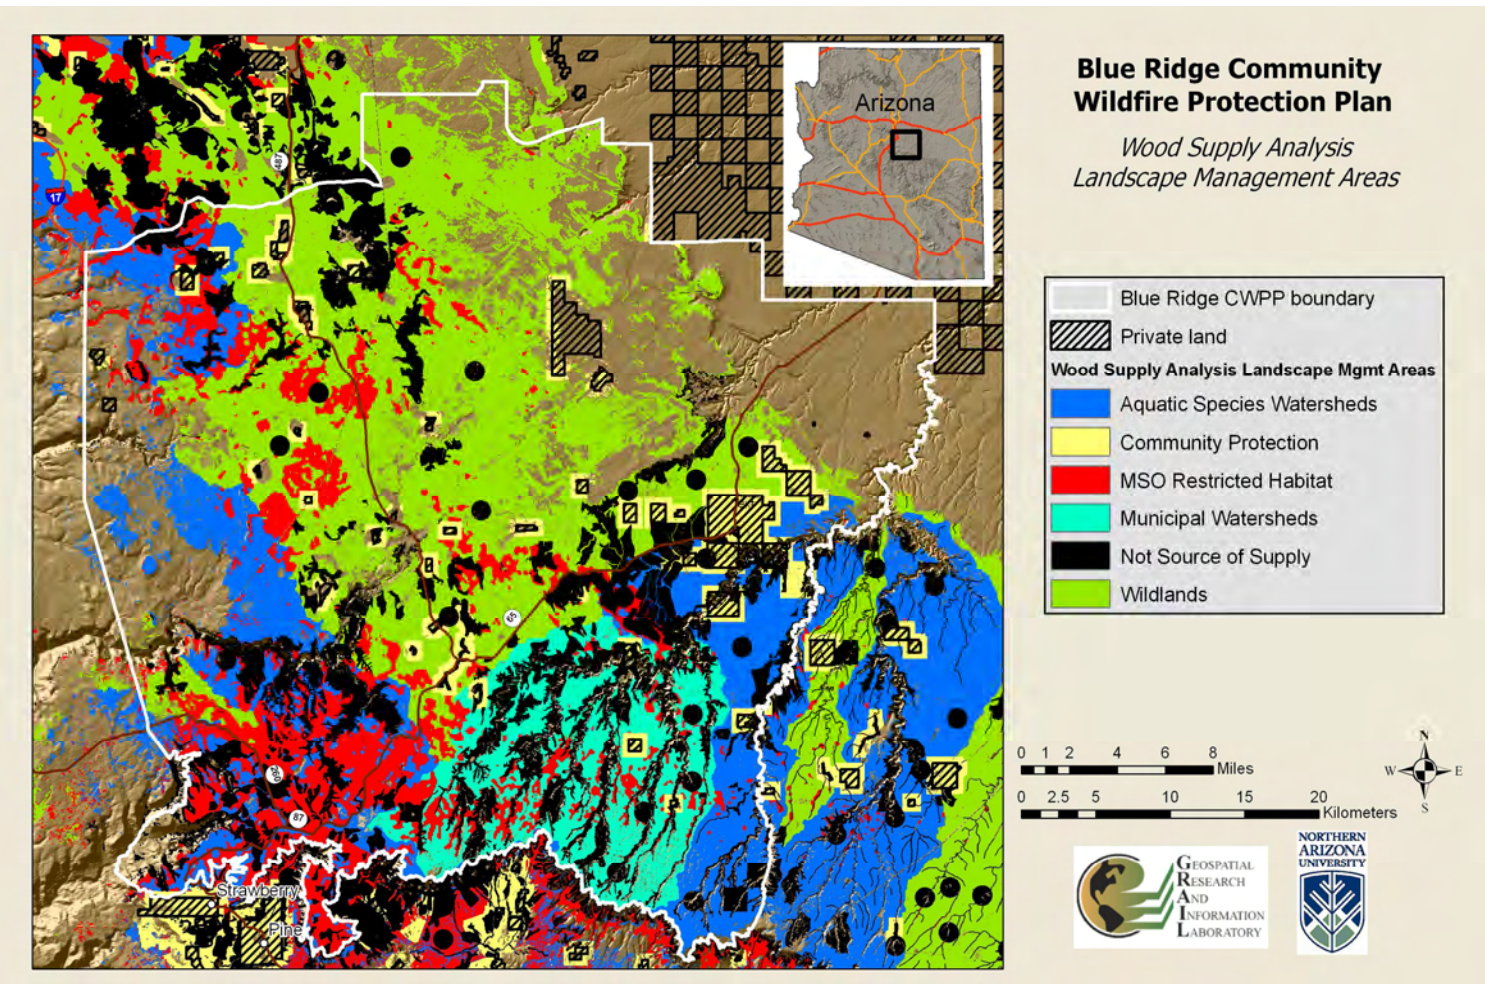 Blue Ridge Community
Wildfire Protection Plan
Wood Supply Analysis
Landscape Management Areas
Arizona
487
17
65
260
87
Strawberry
Pine
Blue Ridge CWPP boundary
Private land
Wood Supply Analysis Landscape Mgmt Areas
Aquatic Species Watersheds
Community Protection
MSO Restricted Habitat
Municipal Watersheds
Not Source of Supply
Wildlands
0 1 2 4 6 8
Miles
0 2.5 5 10 15 20
Kilometers
N
W E
S
GEOSPATIAL
RESEARCH
AND
INFORMATION
LABORATORY
NORTHERN
ARIZONA
UNIVERSITY